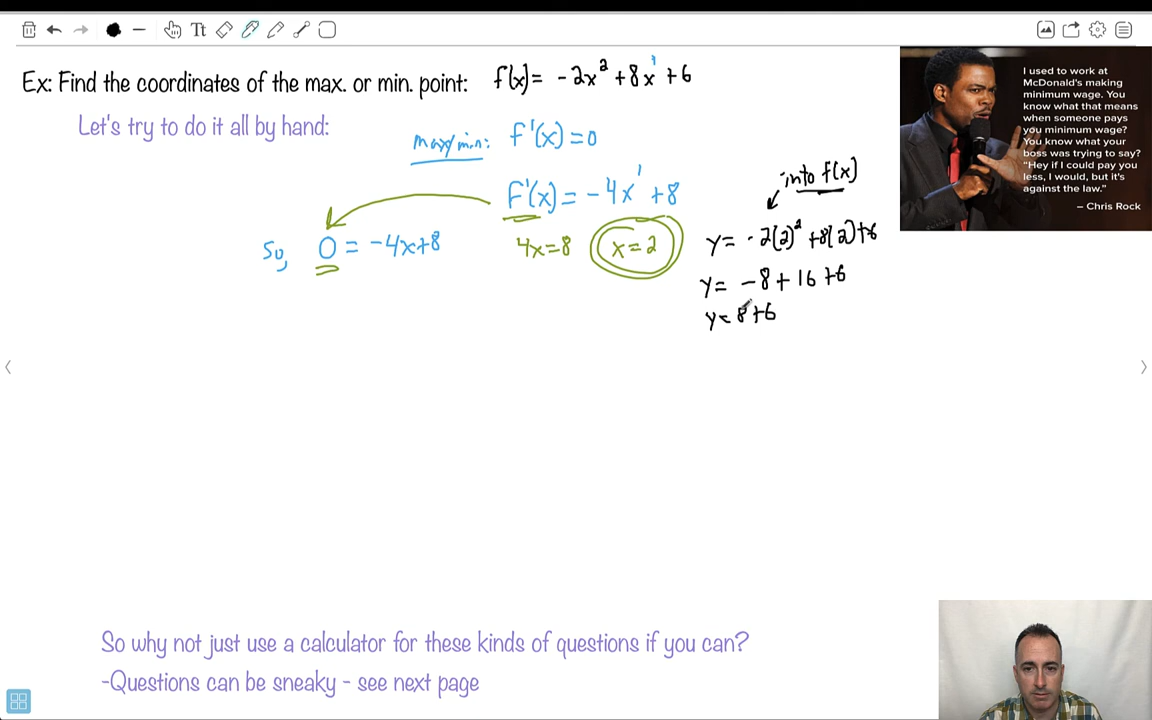 Tt
Ex: Find the coordinates of the max. or min. point: f(x) = -2x² +8x¹ +6
Let's try to do it all by hand:
max/min: f'(x)=0
f'(x) = -4x¹ +8
So, 0 = -4x+8
4x=8 x=2
into f(x)
y= -2(2)² +8(2)+6
y= -8+16+6
y= 8+6
I used to work at
McDonald's making
minimum wage. You
know what that means
when someone pays
you minimum wage?
You know what your
boss was trying to say?
"Hey if I could pay you
less, I would, but it's
against the law."
– Chris Rock
So why not just use a calculator for these kinds of questions if you can?
-Questions can be sneaky - see next page